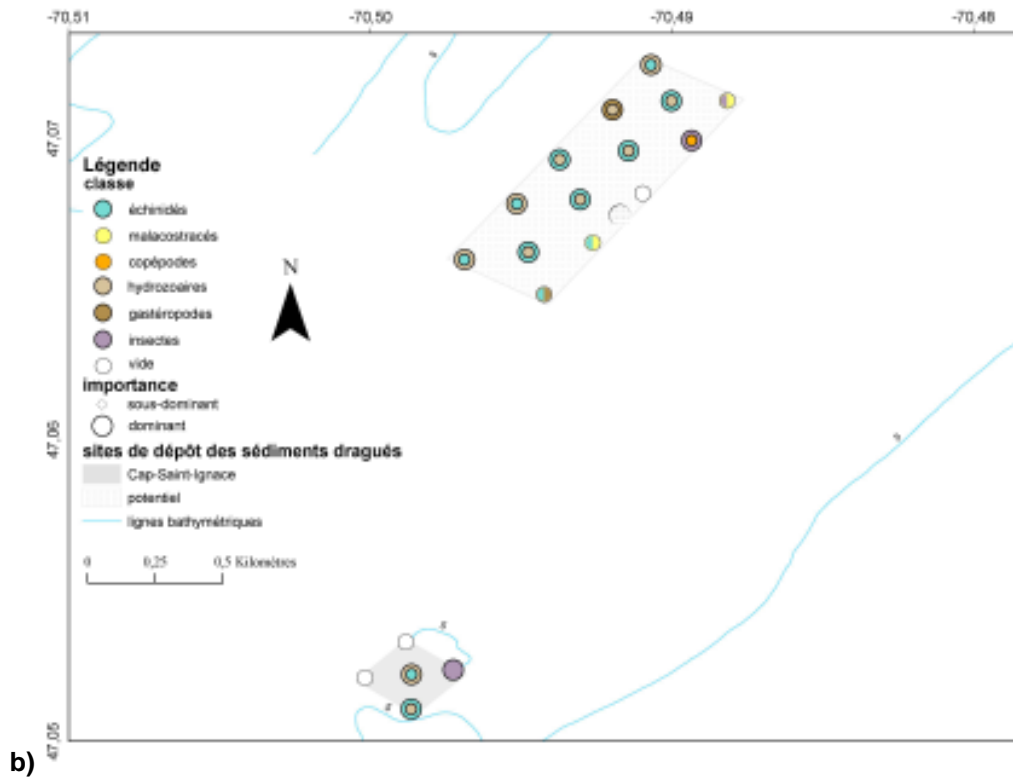 -70,51 -70,50 -70,49 -70,48
47,07
Légende
classe
échinidés
malacostracés
copépodes
hydrozoaires
gastéropodes
insectes
vide
importance
sous-dominant
dominant
sites de dépôt des sédiments dragués
Cap-Saint-Ignace
potentiel
lignes bathymétriques
N
0 0,25 0,5 Kilomètres
47,06
47,05
b)